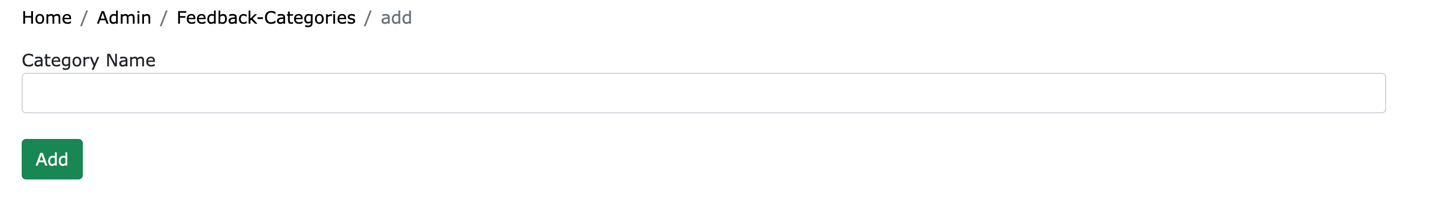 Home / Admin / Feedback-Categories / add
Category Name
Add